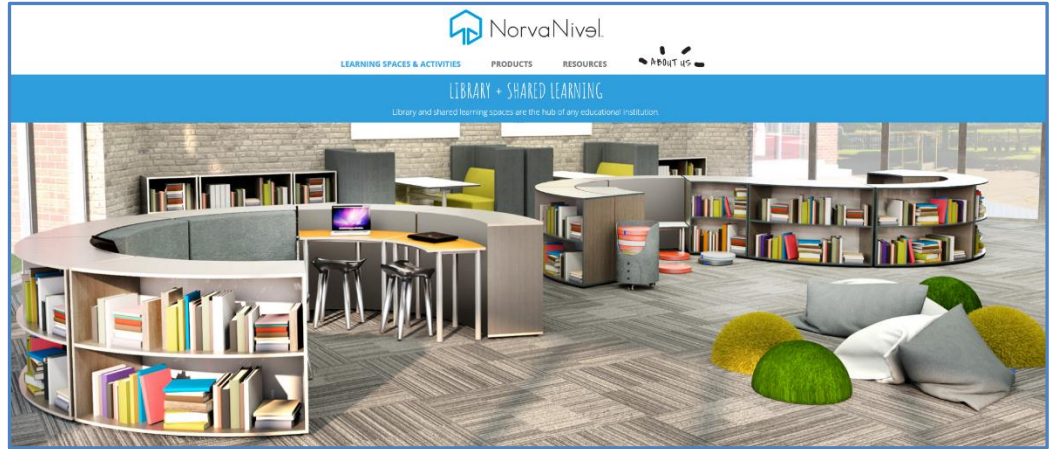 NorvaNivel
LEARNING SPACES & ACTIVITIES PRODUCTS RESOURCES ABOUT US
LIBRARY + SHARED LEARNING
Library and shared learning spaces are the hub of any educational institution.